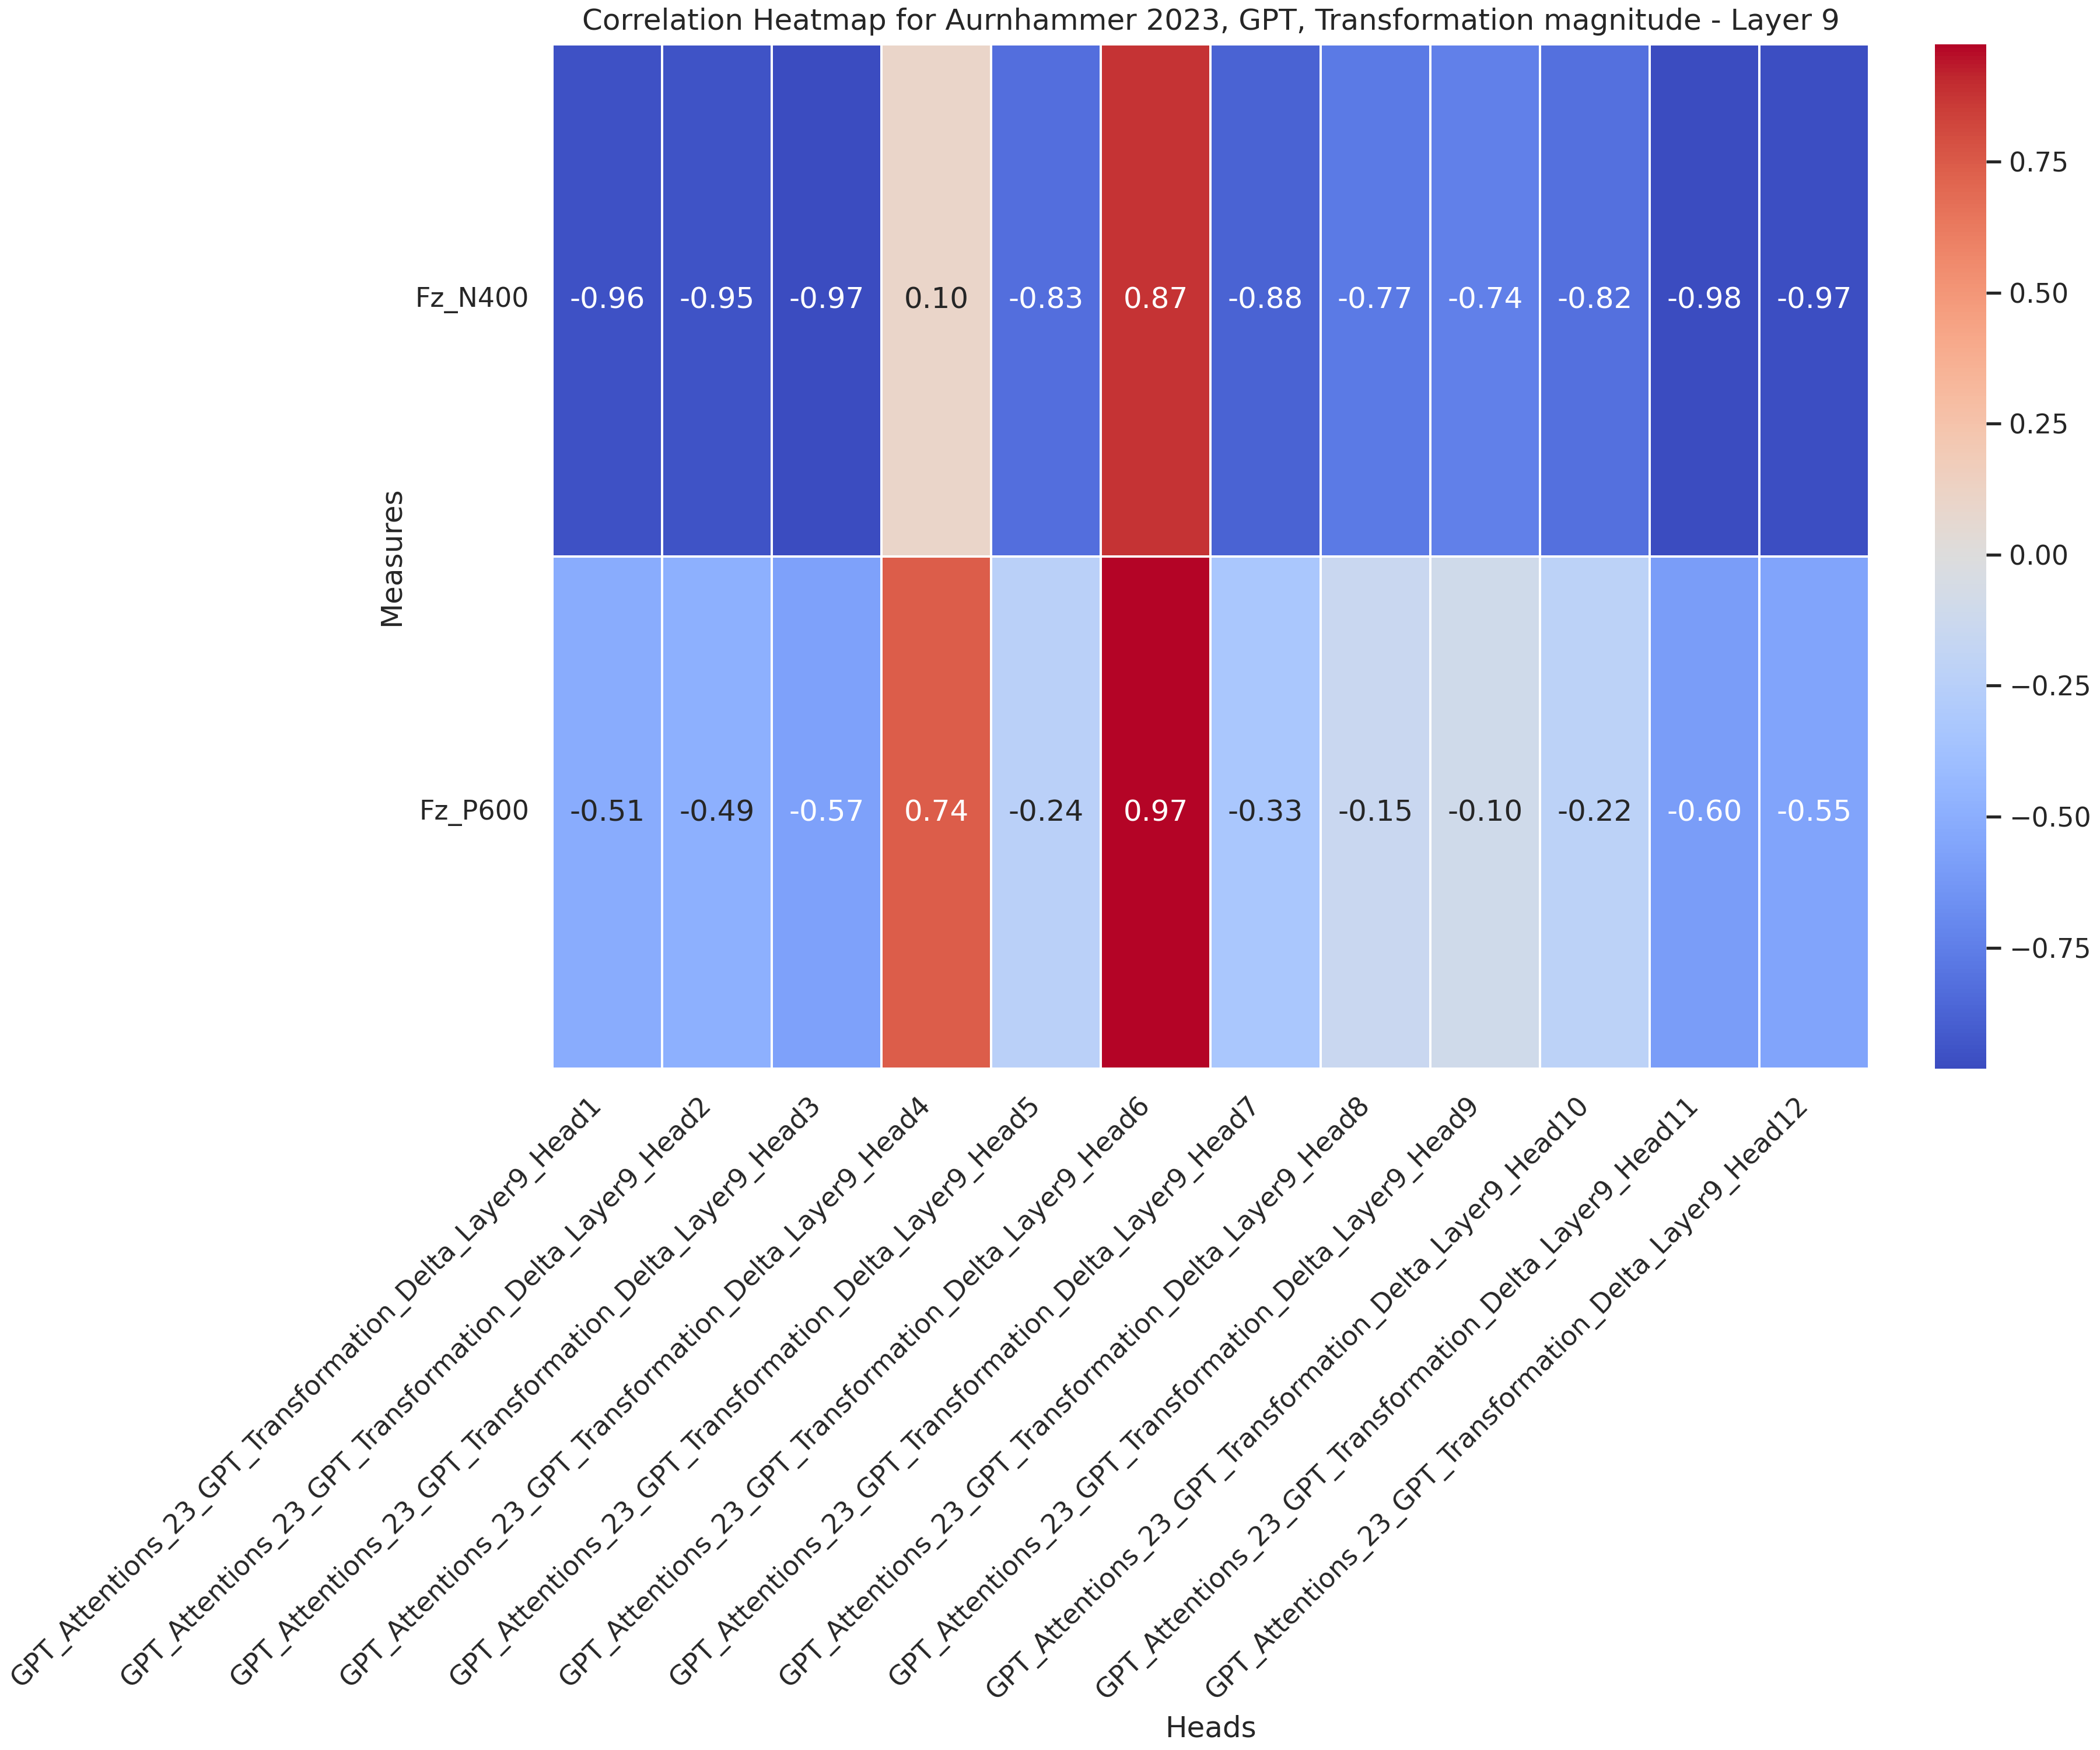 Correlation Heatmap for Aurnhammer 2023, GPT, Transformation magnitude - Layer 9
Measures
Fz_N400
-0.96 -0.95 -0.97 0.10 -0.83 0.87 -0.88 -0.77 -0.74 -0.82 -0.98 -0.97
Fz_P600
-0.51 -0.49 -0.57 0.74 -0.24 0.97 -0.33 -0.15 -0.10 -0.22 -0.60 -0.55
0.75
0.50
0.25
0.00
−0.25
−0.50
−0.75
GPT_Attentions_23_GPT_Transformation_Delta_Layer9_Head1
GPT_Attentions_23_GPT_Transformation_Delta_Layer9_Head2
GPT_Attentions_23_GPT_Transformation_Delta_Layer9_Head3
GPT_Attentions_23_GPT_Transformation_Delta_Layer9_Head4
GPT_Attentions_23_GPT_Transformation_Delta_Layer9_Head5
GPT_Attentions_23_GPT_Transformation_Delta_Layer9_Head6
GPT_Attentions_23_GPT_Transformation_Delta_Layer9_Head7
GPT_Attentions_23_GPT_Transformation_Delta_Layer9_Head8
GPT_Attentions_23_GPT_Transformation_Delta_Layer9_Head9
GPT_Attentions_23_GPT_Transformation_Delta_Layer9_Head10
GPT_Attentions_23_GPT_Transformation_Delta_Layer9_Head11
GPT_Attentions_23_GPT_Transformation_Delta_Layer9_Head12
Heads